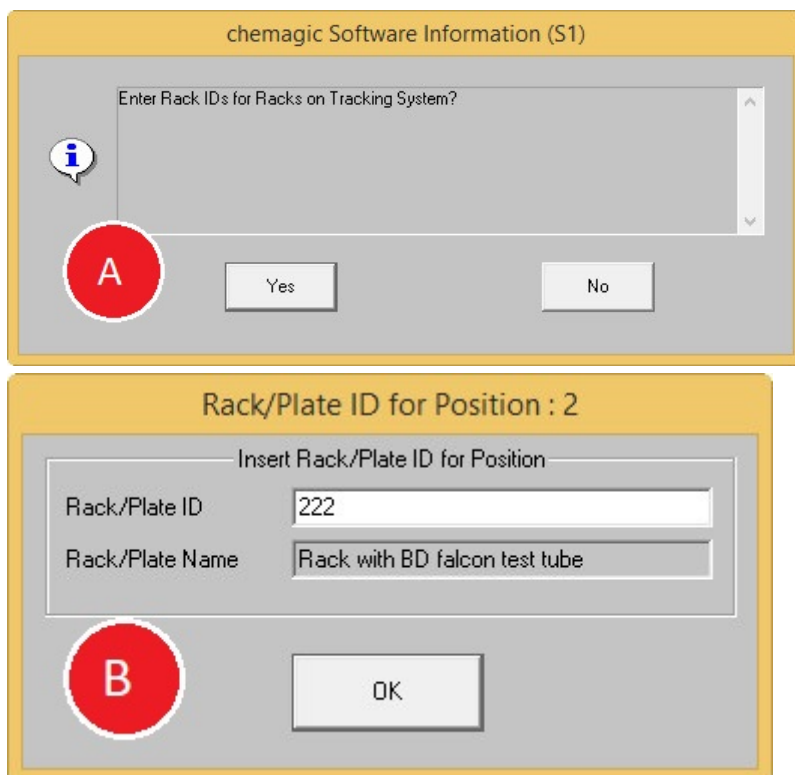 chemagic Software Information (S1)
Enter Rack IDs for Racks on Tracking System?
A
Yes
No
Rack/Plate ID for Position : 2
Insert Rack/Plate ID for Position
Rack/Plate ID
222
Rack/Plate Name
Rack with BD falcon test tube
B
OK